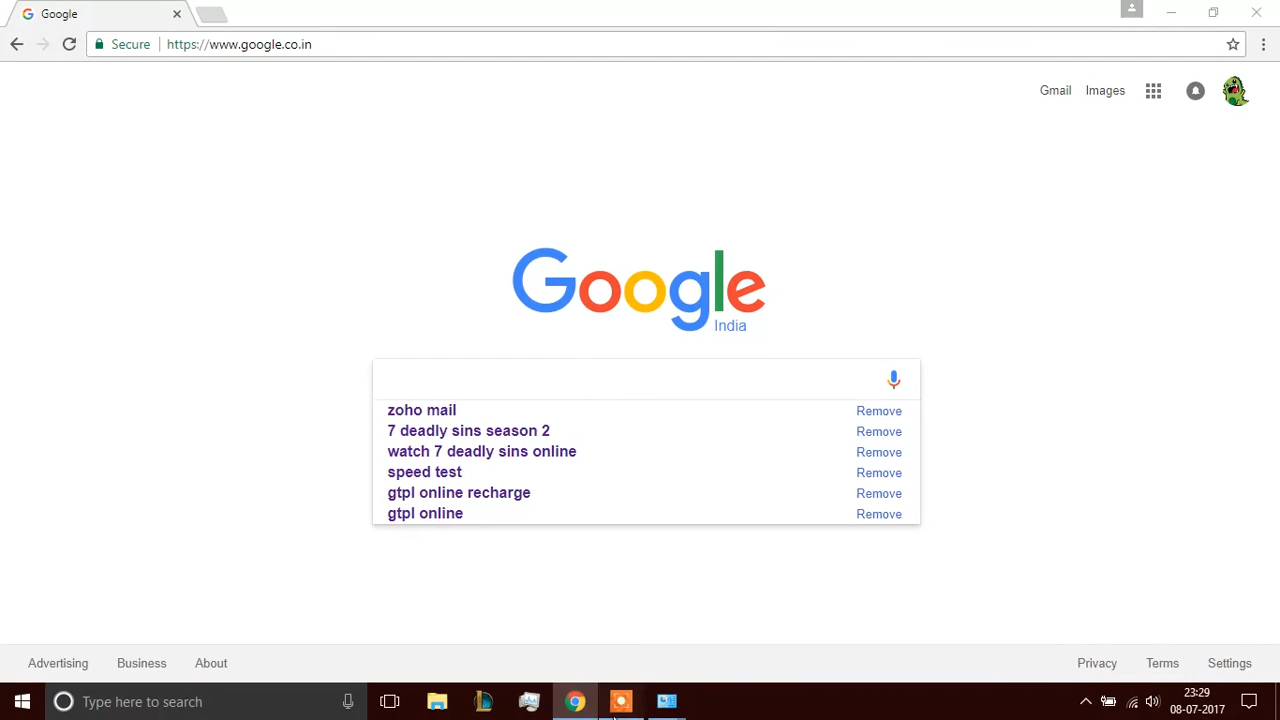 Google
Secure
https://www.google.co.in
Gmail
Images
Google
India
zoho mail
Remove
7 deadly sins season 2
Remove
watch 7 deadly sins online
Remove
speed test
Remove
gtpl online recharge
Remove
gtpl online
Remove
Advertising
Business
About
Privacy
Terms
Settings
Type here to search
23:29
08-07-2017